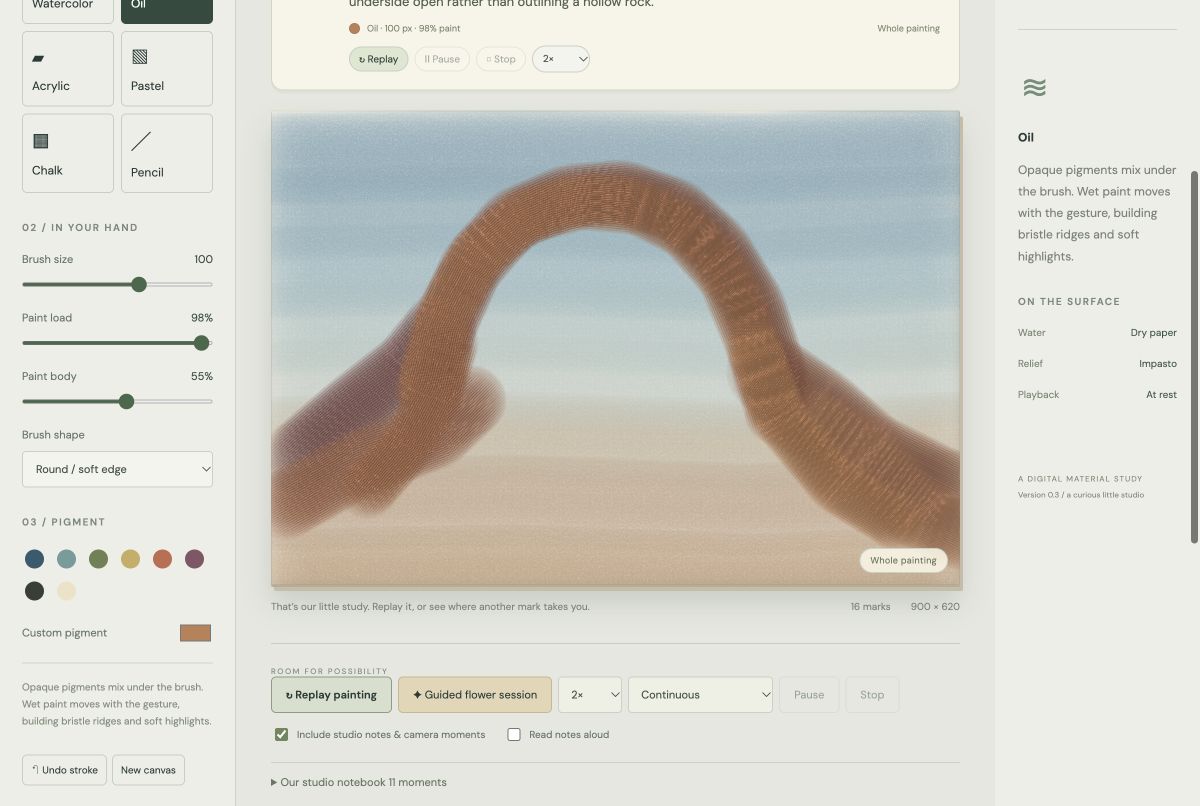 Watercolor
Oil
Acrylic
Pastel
Chalk
Pencil
02 / IN YOUR HAND
Brush size 100
Paint load 98%
Paint body 55%
Brush shape
Round / soft edge
03 / PIGMENT
Custom pigment
Opaque pigments mix under the brush.
Wet paint moves with the gesture,
building bristle ridges and soft highlights.
Undo stroke
New canvas
underside open rather than outlining a hollow rock.
Oil · 100 px · 98% paint
Whole painting
↻ Replay
II Pause
▫ Stop
2×
Whole painting
That's our little study. Replay it, or see where another mark takes you.
16 marks
900 × 620
ROOM FOR POSSIBILITY
↻ Replay painting
✦ Guided flower session
2×
Continuous
Pause
Stop
Include studio notes & camera moments
Read notes aloud
▶ Our studio notebook 11 moments
Oil
Opaque pigments mix under
the brush. Wet paint moves
with the gesture, building
bristle ridges and soft
highlights.
ON THE SURFACE
Water Dry paper
Relief Impasto
Playback At rest
A DIGITAL MATERIAL STUDY
Version 0.3 / a curious little studio